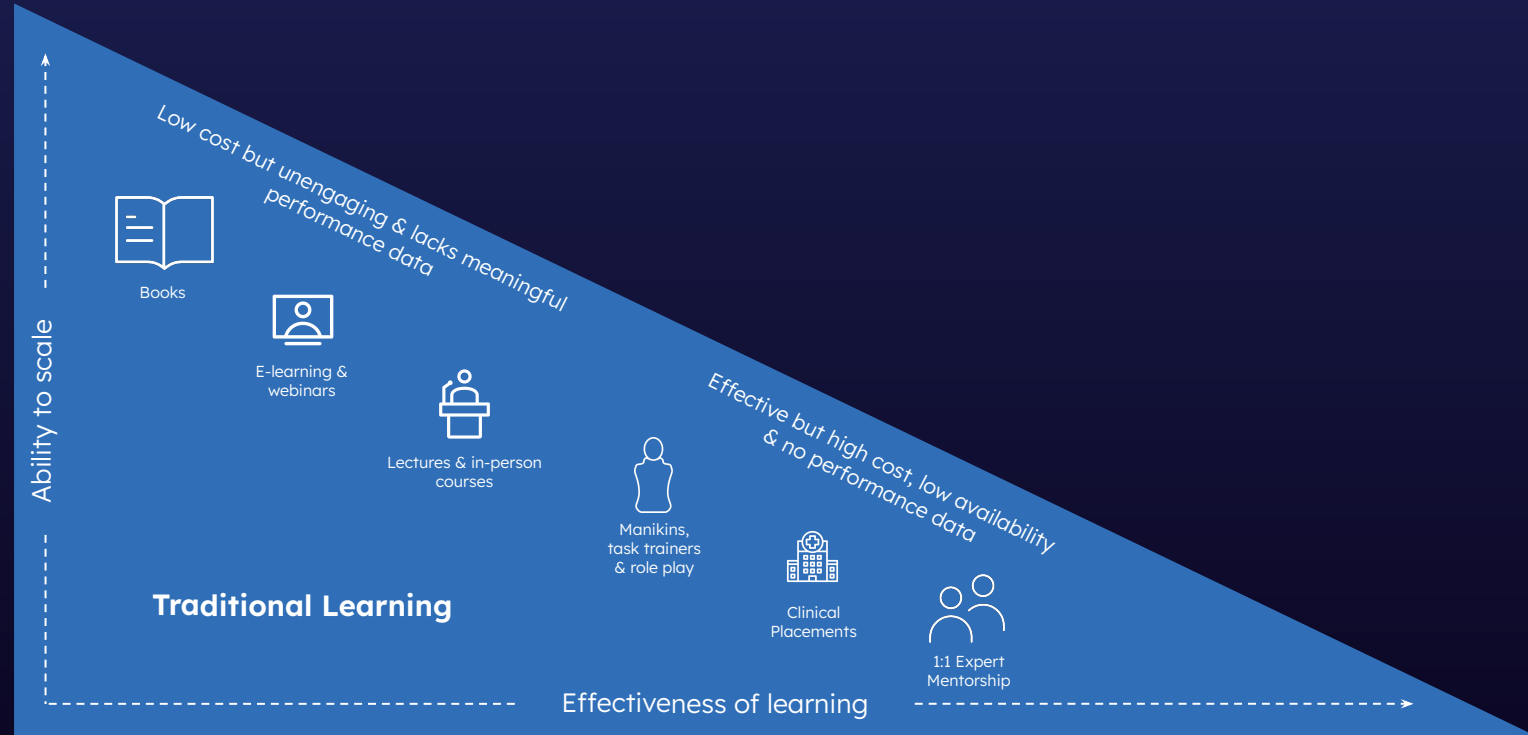 Low cost but unengaging & lacks meaningful
performance data
Books
E-learning &
webinars
Lectures & in-person
courses
Effective but high cost, low availability
& no performance data
Manikins,
task trainers
& role play
Clinical
Placements
1:1 Expert
Mentorship
Ability to scale
Traditional Learning
Effectiveness of learning